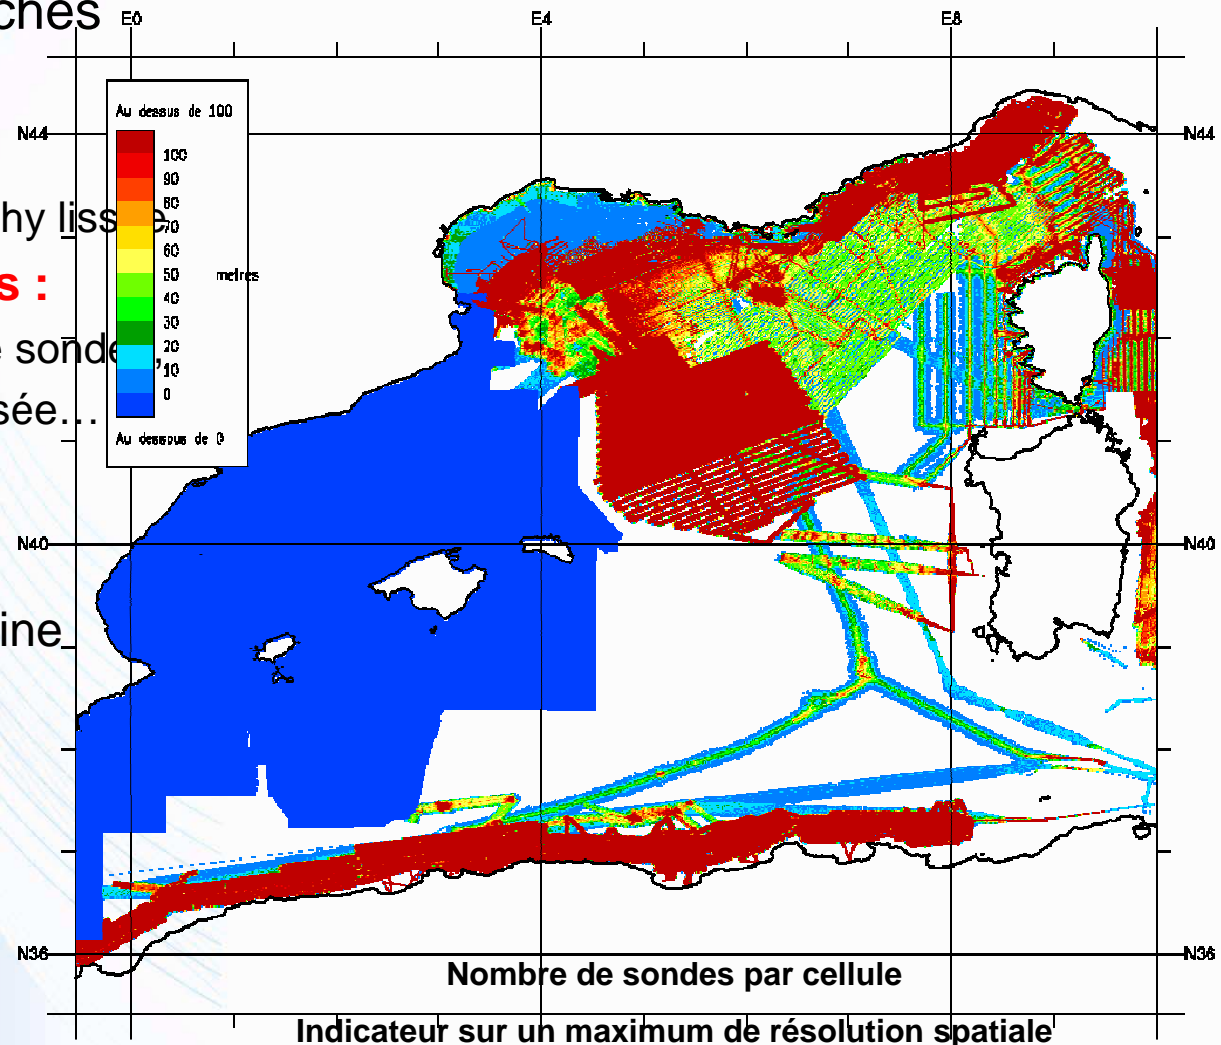 ches
E0 E4 E8
Au dessus de 100
N44 N44
100
90
80
70
60
50
40
30
20
10
0
metres
Au dessous de 0
hy lissée
s :
e sondes,
sée…
N40 N40
ine
N36 N36
Nombre de sondes par cellule
Indicateur sur un maximum de résolution spatiale